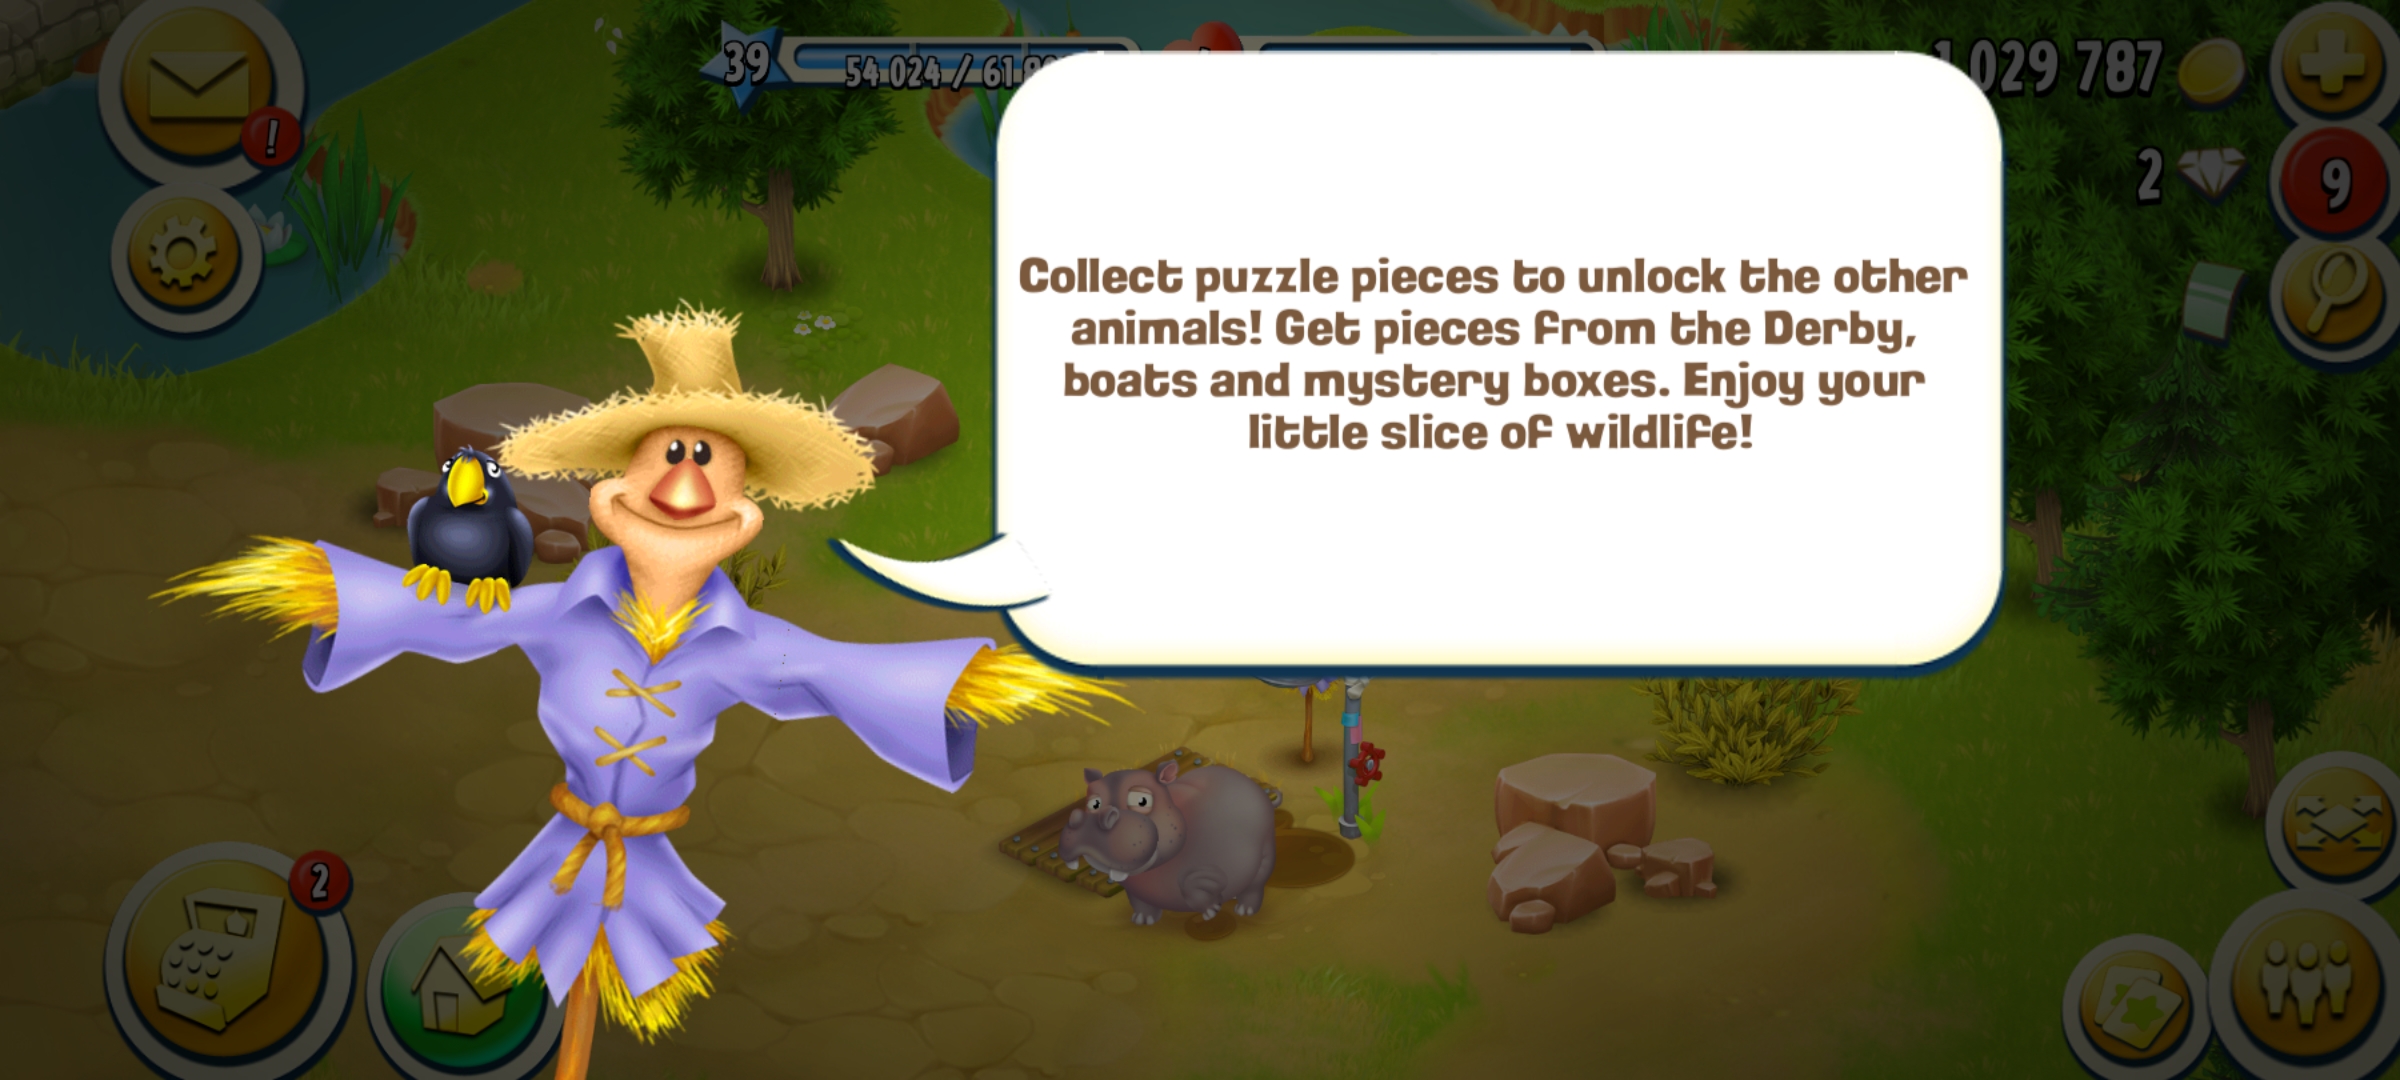 39
54 024 / 61
029 787
2
9
!
Collect puzzle pieces to unlock the other
animals! Get pieces from the Derby,
boats and mystery boxes. Enjoy your
little slice of wildlife!
2